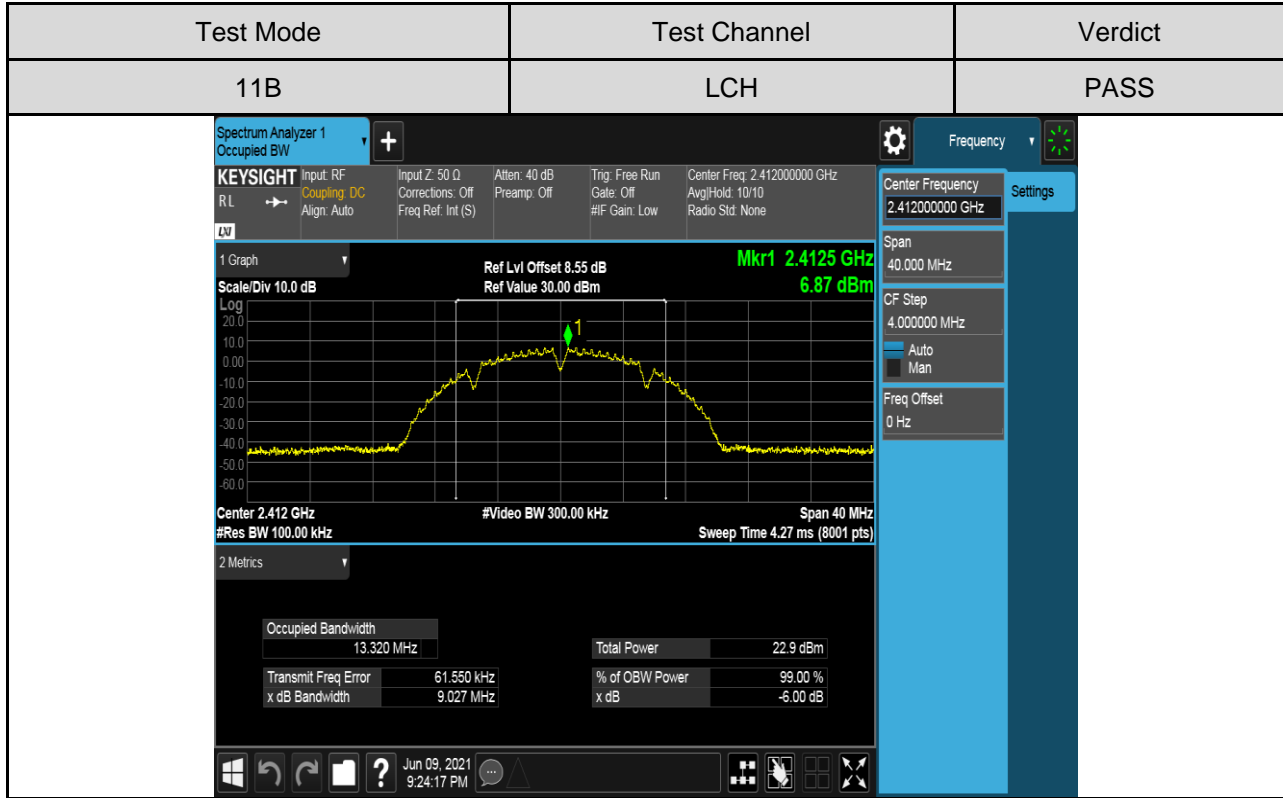 Test Mode
Test Channel
Verdict
11B
LCH
PASS
Spectrum Analyzer 1
Occupied BW
+
Frequency
KEYSIGHT
RL
LXI
Input: RF
Coupling: DC
Align: Auto
Input Z: 50 Ω
Corrections: Off
Freq Ref: Int (S)
Atten: 40 dB
Preamp: Off
Trig: Free Run
Gate: Off
#IF Gain: Low
Center Freq: 2.412000000 GHz
Avg|Hold: 10/10
Radio Std: None
Center Frequency
2.412000000 GHz
Settings
Span
40.000 MHz
CF Step
4.000000 MHz
Auto
Man
Freq Offset
0 Hz
1 Graph
Scale/Div 10.0 dB
Ref Lvl Offset 8.55 dB
Ref Value 30.00 dBm
Mkr1 2.4125 GHz
6.87 dBm
Log
20.0
10.0
0.00
-10.0
-20.0
-30.0
-40.0
-50.0
-60.0
1
Center 2.412 GHz
#Res BW 100.00 kHz
#Video BW 300.00 kHz
Span 40 MHz
Sweep Time 4.27 ms (8001 pts)
2 Metrics
Occupied Bandwidth
13.320 MHz
Total Power 22.9 dBm
Transmit Freq Error 61.550 kHz
% of OBW Power 99.00 %
x dB Bandwidth 9.027 MHz
x dB -6.00 dB
?
Jun 09, 2021
9:24:17 PM